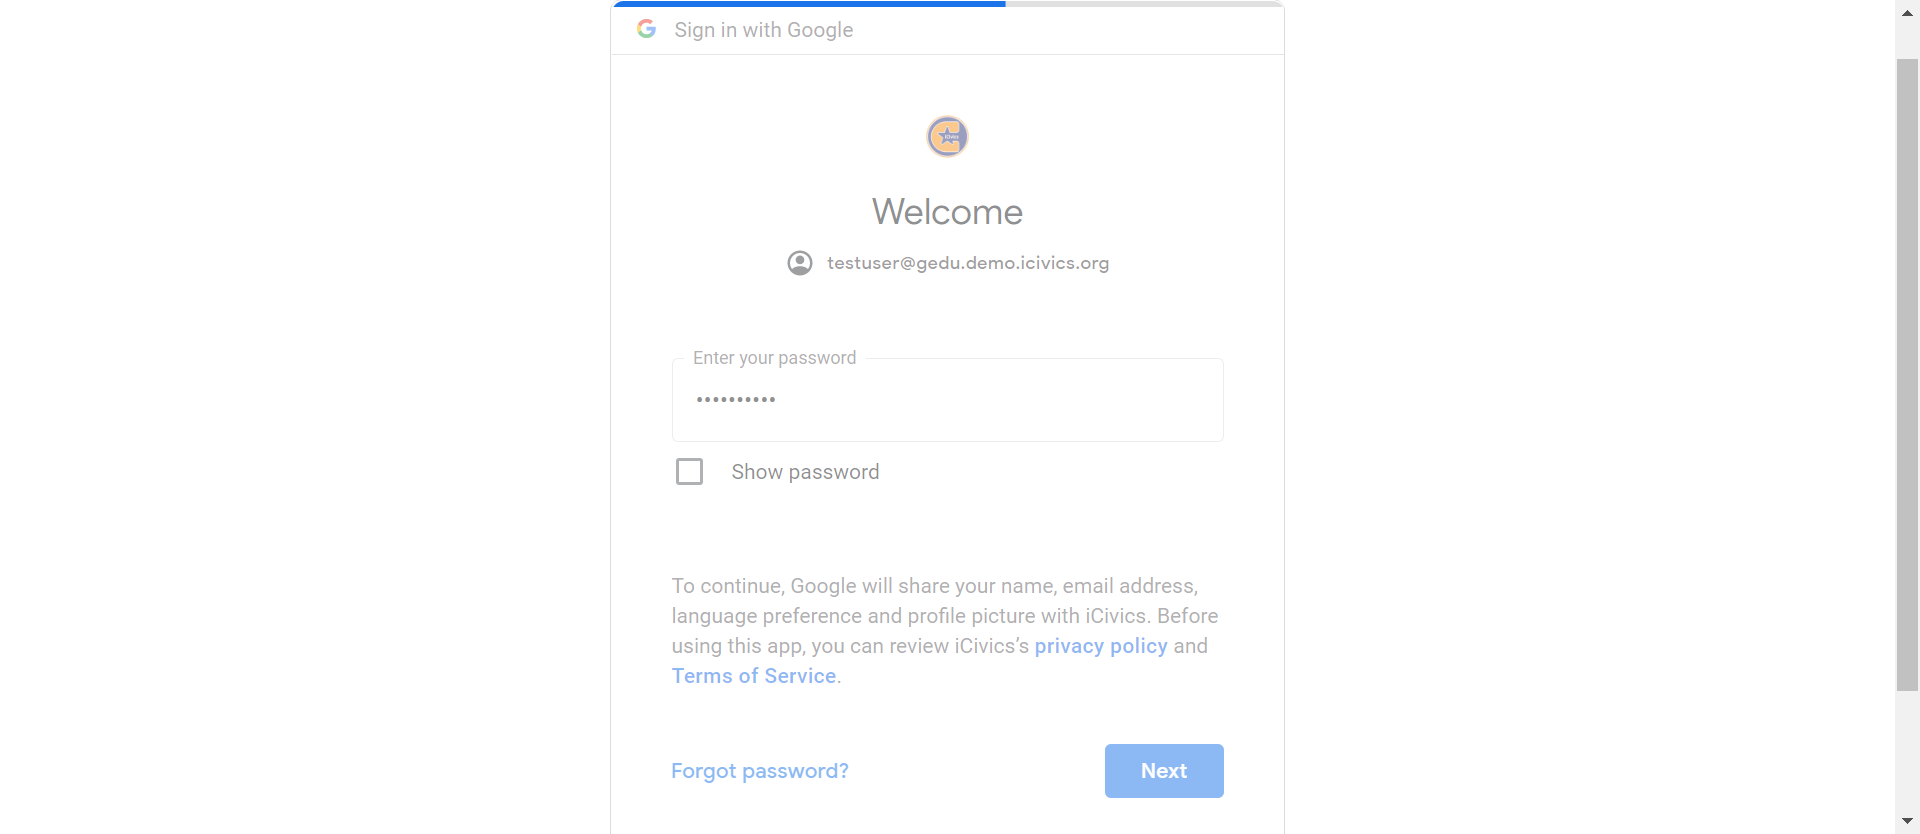 Sign in with Google
iCivics
Welcome
testuser@gedu.demo.icivics.org
Enter your password
••••••••••
Show password
To continue, Google will share your name, email address,
language preference and profile picture with iCivics. Before
using this app, you can review iCivics’s privacy policy and
Terms of Service.
Forgot password?
Next